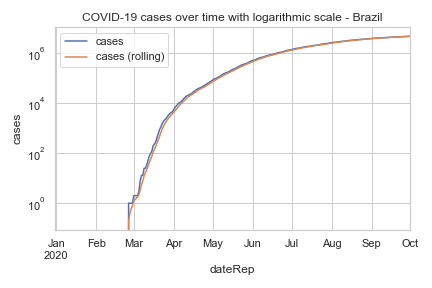 COVID-19 cases over time with logarithmic scale - Brazil
cases
cases (rolling)
10^6
10^4
10^2
10^0
cases
Jan Feb Mar Apr May Jun Jul Aug Sep Oct
2020
dateRep